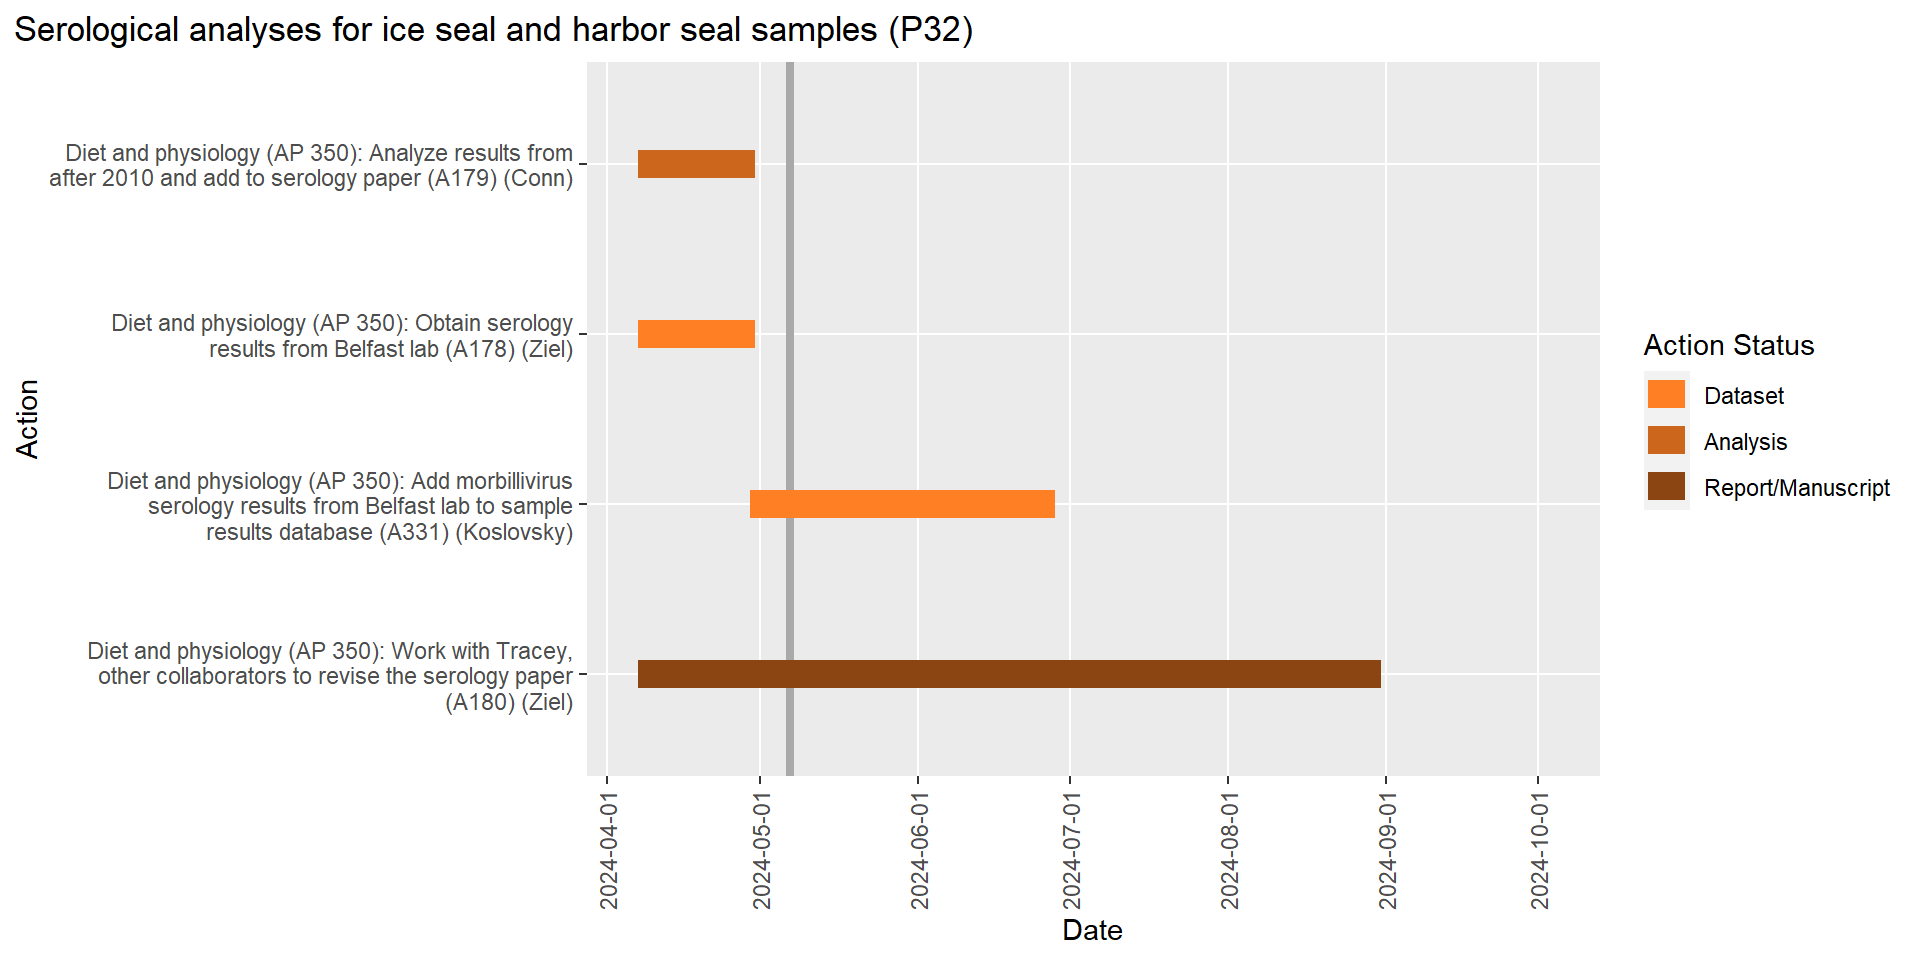 Serological analyses for ice seal and harbor seal samples (P32)
Diet and physiology (AP 350): Analyze results from
after 2010 and add to serology paper (A179) (Conn)
Diet and physiology (AP 350): Obtain serology
results from Belfast lab (A178) (Ziel)
Diet and physiology (AP 350): Add morbillivirus
serology results from Belfast lab to sample
results database (A331) (Koslovsky)
Diet and physiology (AP 350): Work with Tracey,
other collaborators to revise the serology paper
(A180) (Ziel)
Action
2024-04-01
2024-05-01
2024-06-01
2024-07-01
2024-08-01
2024-09-01
2024-10-01
Date
Action Status
Dataset
Analysis
Report/Manuscript